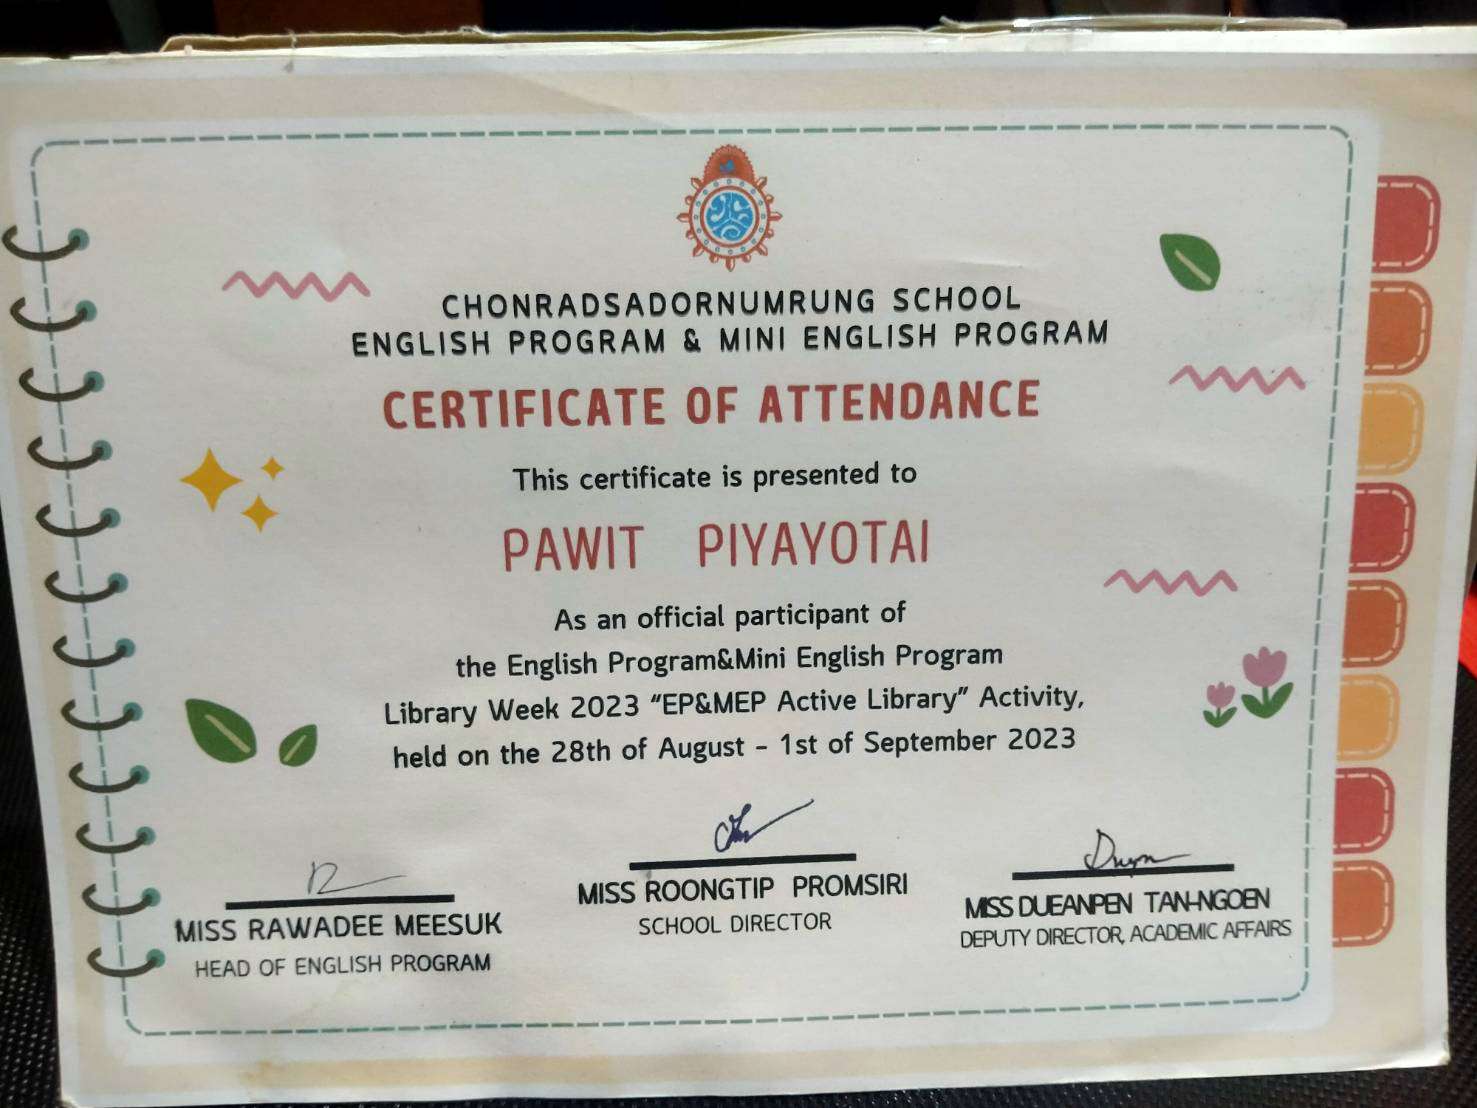 CHONRADSADORNUMRUNG SCHOOL
ENGLISH PROGRAM & MINI ENGLISH PROGRAM
CERTIFICATE OF ATTENDANCE
This certificate is presented to
PAWIT PIYAYOTAI
As an official participant of
the English Program&Mini English Program
Library Week 2023 “EP&MEP Active Library” Activity,
held on the 28th of August - 1st of September 2023
MISS RAWADEE MEESUK
HEAD OF ENGLISH PROGRAM
MISS ROONGTIP PROMSIRI
SCHOOL DIRECTOR
MISS DUEANPEN TAN-NGOEN
DEPUTY DIRECTOR, ACADEMIC AFFAIRS